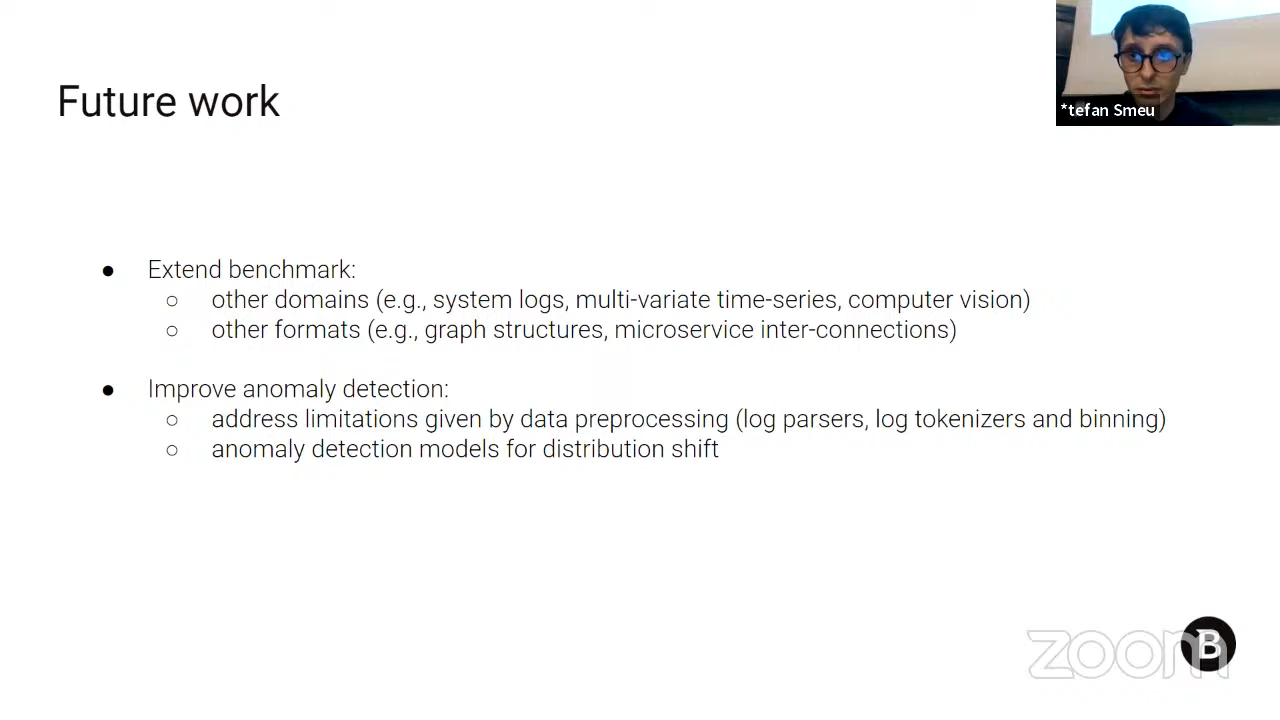 Future work
*tefan Smeu
● Extend benchmark:
○ other domains (e.g., system logs, multi-variate time-series, computer vision)
○ other formats (e.g., graph structures, microservice inter-connections)
● Improve anomaly detection:
○ address limitations given by data preprocessing (log parsers, log tokenizers and binning)
○ anomaly detection models for distribution shift
zoom
B